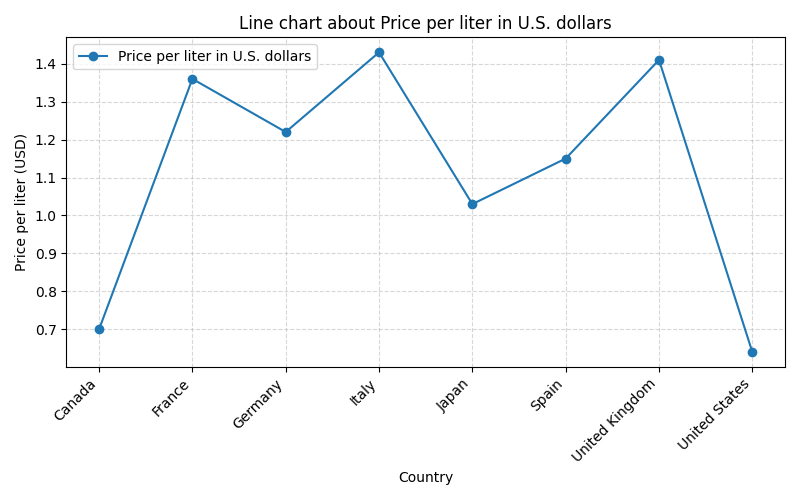 Line chart about Price per liter in U.S. dollars
Price per liter in U.S. dollars
Price per liter (USD)
1.4
1.3
1.2
1.1
1.0
0.9
0.8
0.7
Canada
France
Germany
Italy
Japan
Spain
United Kingdom
United States
Country